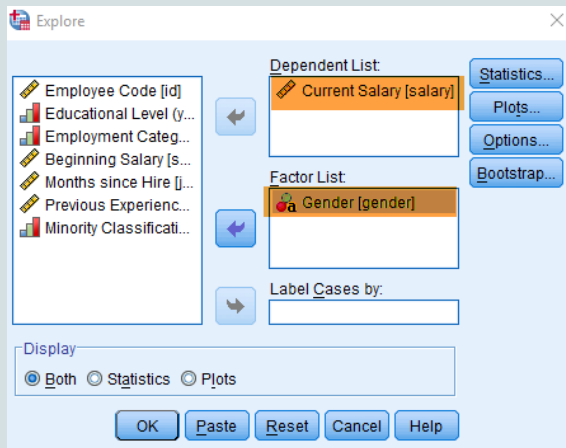 Explore
Employee Code [id]
Educational Level (y...
Employment Categ...
Beginning Salary [s...
Months since Hire [j...
Previous Experienc...
Minority Classificati...
Dependent List:
Current Salary [salary]
Factor List:
Gender [gender]
Label Cases by:
Statistics...
Plots...
Options...
Bootstrap...
Display
Both Statistics Plots
OK Paste Reset Cancel Help